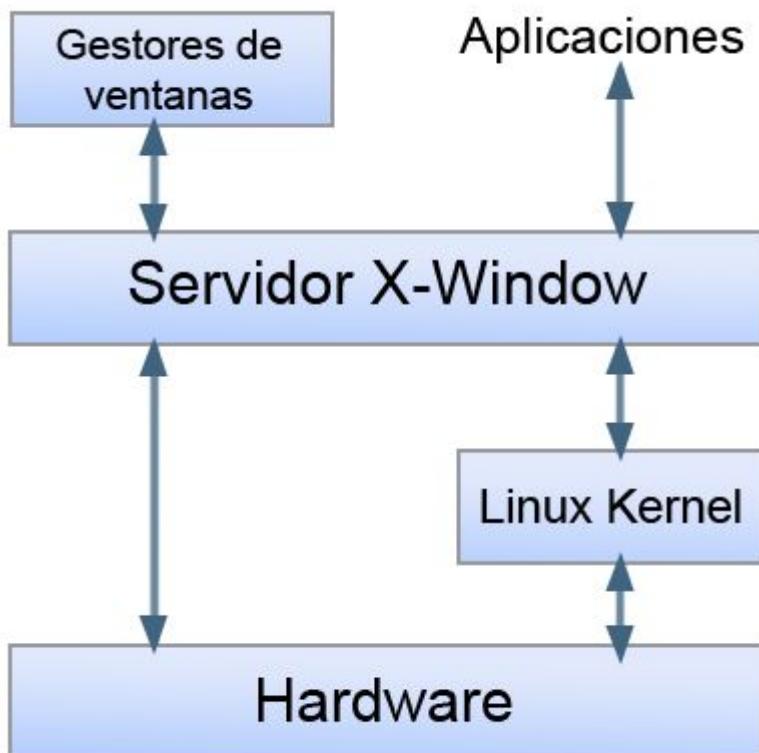 Gestores de
ventanas
Aplicaciones
Servidor X-Window
Linux Kernel
Hardware